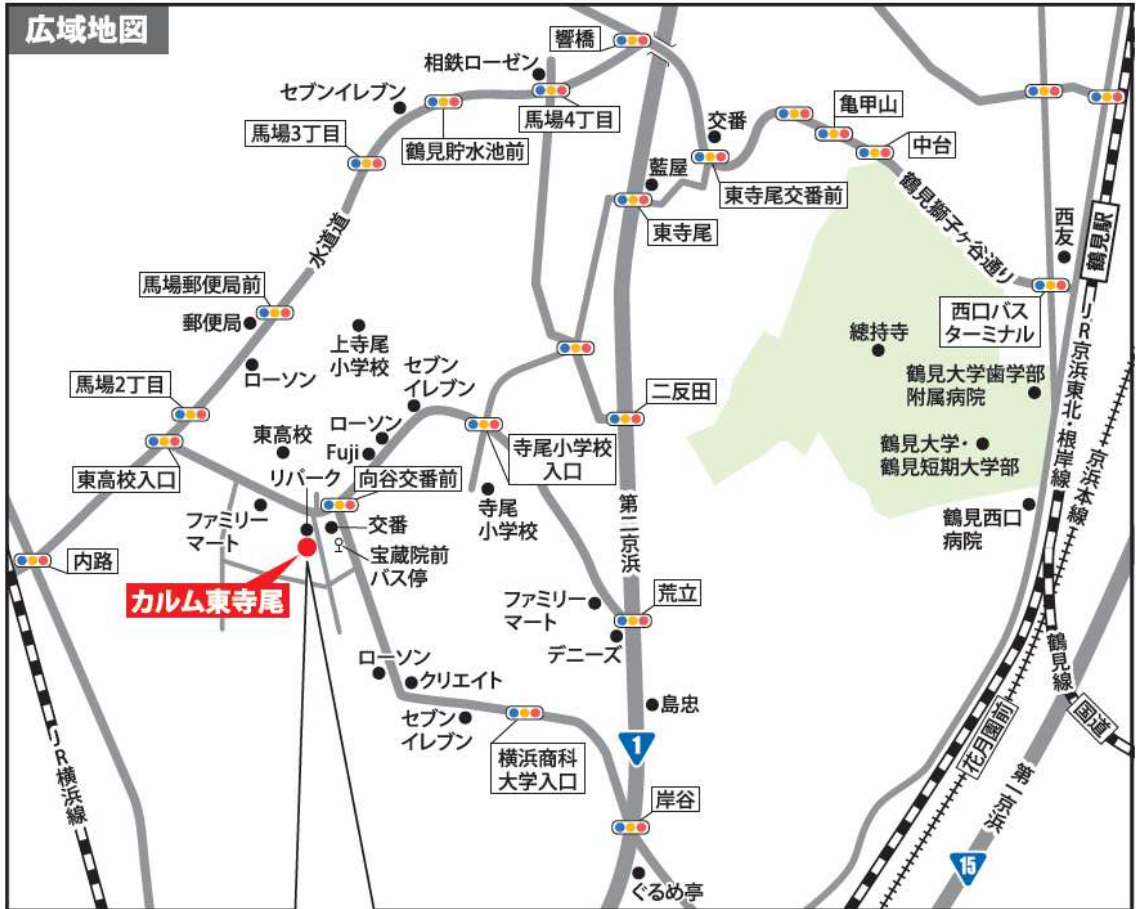 広域地図
響橋
相鉄ローゼン
セブンイレブン
馬場4丁目
鶴見貯水池前
馬場3丁目
交番
亀甲山
中台
藍屋
東寺尾交番前
東寺尾
鶴見獅子ヶ谷通り
西友
鶴見駅
水道道
馬場郵便局前
郵便局
上寺尾
小学校
ローソン
西口バス
ターミナル
總持寺
JR京浜東北・根岸線
京浜本線
セブン
イレブン
馬場2丁目
二反田
鶴見大学歯学部
附属病院
ローソン
Fuji
東高校
リパーク
東高校入口
向谷交番前
寺尾小学校
入口
鶴見大学・
鶴見短期大学部
寺尾
小学校
第二京浜
鶴見西口
病院
ファミリー
マート
交番
宝蔵院前
バス停
内路
カルム東寺尾
ファミリー
マート
荒立
デニーズ
鶴見線
ローソン
クリエイト
島忠
セブン
イレブン
国道
花月園前
横浜商科
大学入口
1
JR横浜線
岸谷
第一京浜
15
ぐるめ亭